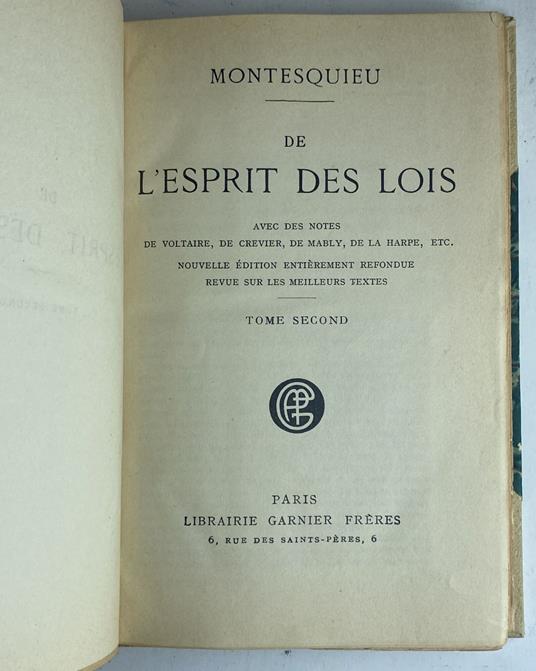 MONTESQUIEU
DE
L'ESPRIT DES LOIS
AVEC DES NOTES
DE VOLTAIRE, DE CREVIER, DE MABLY, DE LA HARPE, ETC.
NOUVELLE ÉDITION ENTIÈREMENT REFONDUE
REVUE SUR LES MEILLEURS TEXTES
TOME SECOND
PARIS
LIBRAIRIE GARNIER FRÈRES
6, RUE DES SAINTS-PÈRES, 6